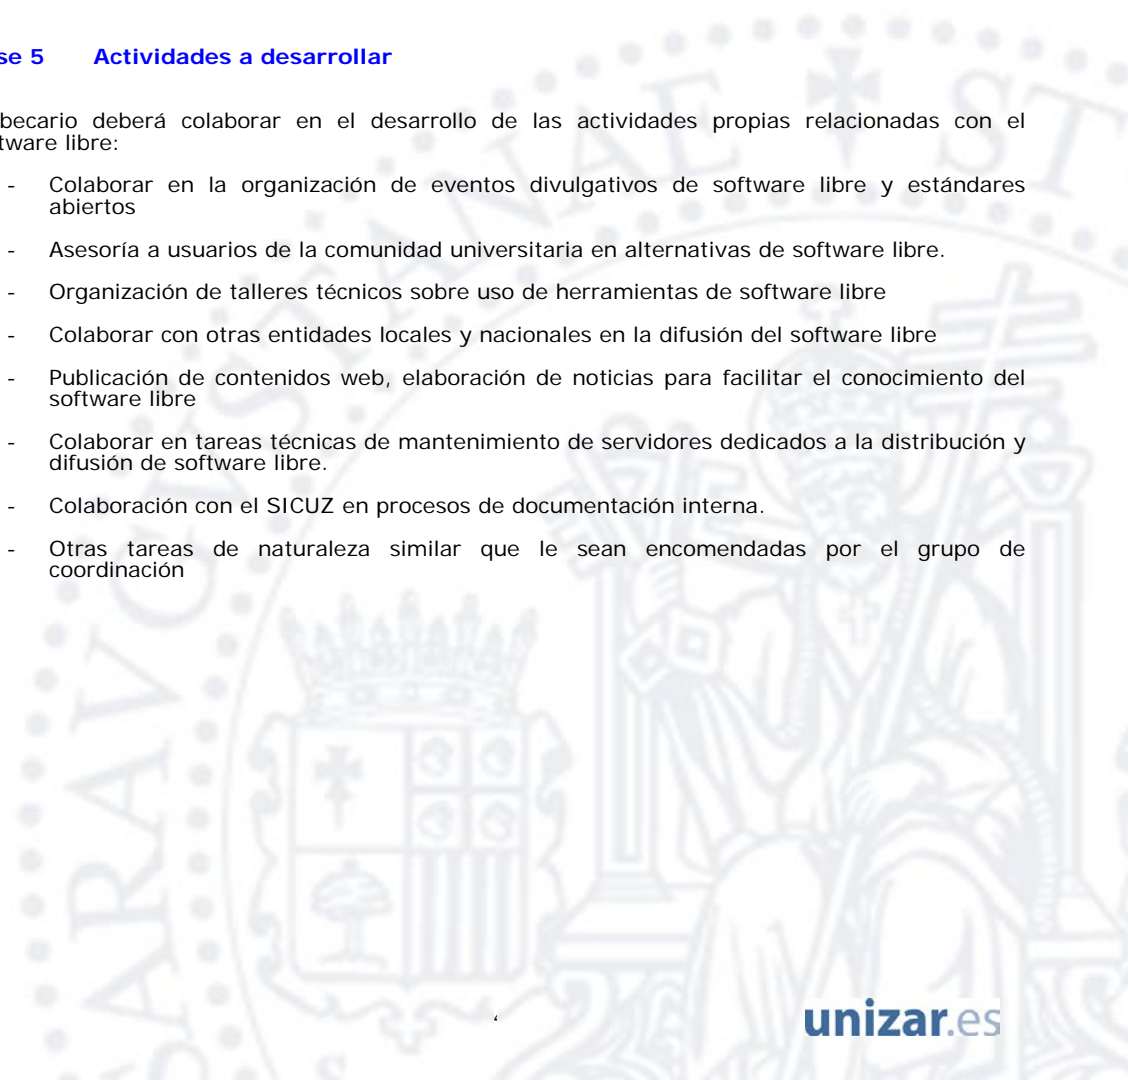 se 5 Actividades a desarrollar
becario deberá colaborar en el desarrollo de las actividades propias relacionadas con el
tware libre:
- Colaborar en la organización de eventos divulgativos de software libre y estándares
abiertos
- Asesoría a usuarios de la comunidad universitaria en alternativas de software libre.
- Organización de talleres técnicos sobre uso de herramientas de software libre
- Colaborar con otras entidades locales y nacionales en la difusión del software libre
- Publicación de contenidos web, elaboración de noticias para facilitar el conocimiento del
software libre
- Colaborar en tareas técnicas de mantenimiento de servidores dedicados a la distribución y
difusión de software libre.
- Colaboración con el SICUZ en procesos de documentación interna.
- Otras tareas de naturaleza similar que le sean encomendadas por el grupo de
coordinación
unizar.es